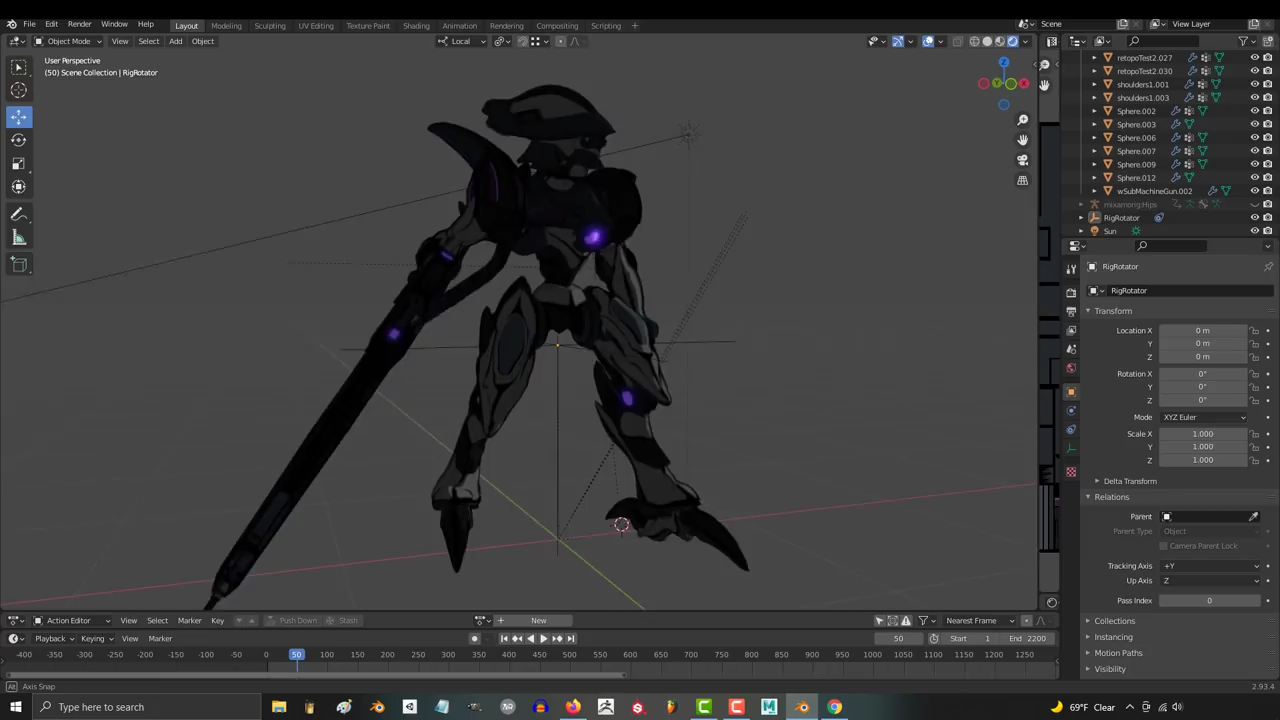 File Edit Render Window Help Layout Modeling Sculpting UV Editing Texture Paint Shading Animation Rendering Compositing Scripting Scene View Layer
Object Mode View Select Add Object Local
User Perspective
(50) Scene Collection | RigRotator
Z
Y
X
retopoTest2.027
retopoTest2.030
shoulders1.001
shoulders1.003
Sphere.002
Sphere.003
Sphere.006
Sphere.007
Sphere.009
Sphere.012
wSubMachineGun.002
mixamorig:Hips
RigRotator
Sun
RigRotator
RigRotator
Transform
Location X 0 m
Y 0 m
Z 0 m
Rotation X 0°
Y 0°
Z 0°
Mode XYZ Euler
Scale X 1.000
Y 1.000
Z 1.000
Delta Transform
Relations
Parent
Parent Type Object
Camera Parent Lock
Tracking Axis +Y
Up Axis Z
Pass Index 0
Collections
Instancing
Motion Paths
Visibility
Action Editor View Select Marker Key Push Down Stash New Nearest Frame
Playback Keying View Marker 50 Start 1 End 2200
-400 -350 -300 -250 -200 -150 -100 -50 0 50 100 150 200 250 300 350 400 450 500 550 600 650 700 750 800 850 900 950 1000 1050 1100 1150 1200 1250
Axis Snap 2.93.4
Type here to search 69°F Clear